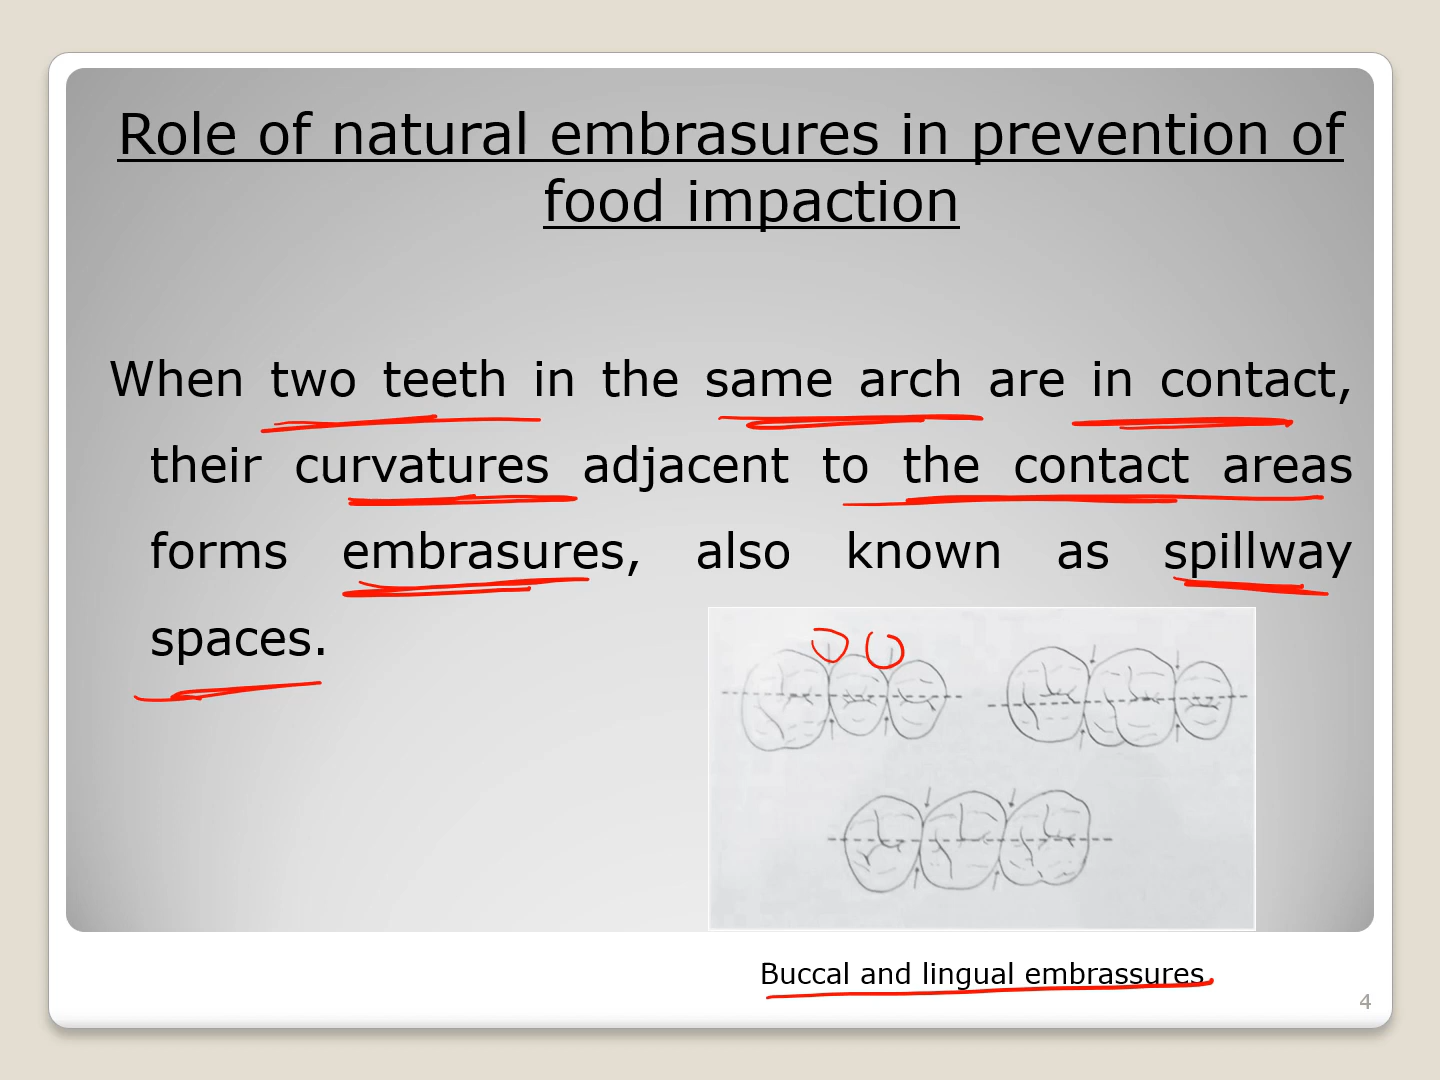 Role of natural embrasures in prevention of
food impaction
When two teeth in the same arch are in contact,
their curvatures adjacent to the contact areas
forms embrasures, also known as spillway
spaces.
Buccal and lingual embrassures
4